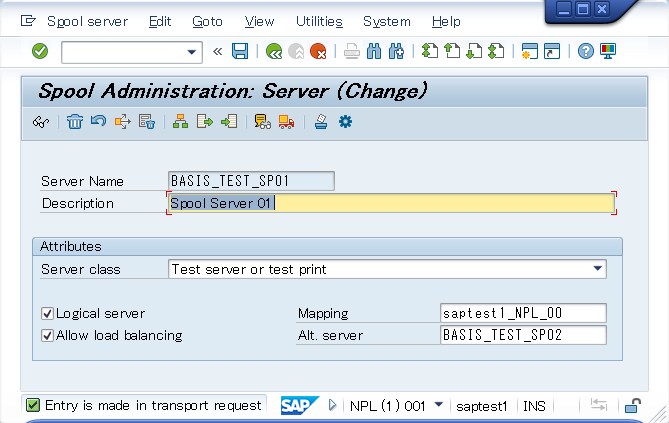 Spool server Edit Goto View Utilities System Help
«
Spool Administration: Server (Change)
Server Name BASIS_TEST_SP01
Description Spool Server 01
Attributes
Server class Test server or test print
Logical server Mapping saptest1_NPL_00
Allow load balancing Alt. server BASIS_TEST_SP02
Entry is made in transport request SAP NPL (1) 001 saptest1 INS